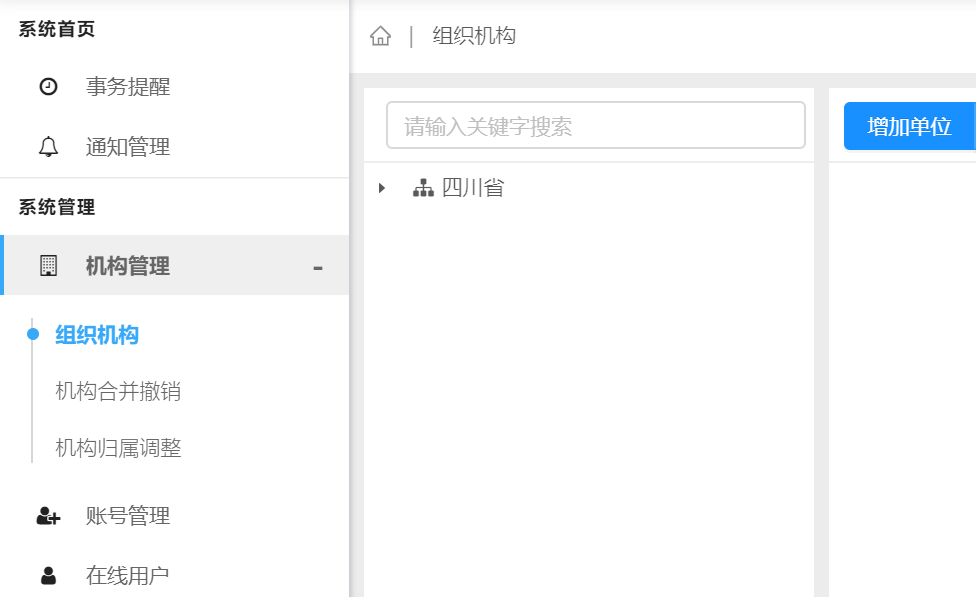 系统首页
事务提醒
通知管理
系统管理
机构管理
组织机构
机构合并撤销
机构归属调整
账号管理
在线用户
组织机构
请输入关键字搜索
四川省
增加单位